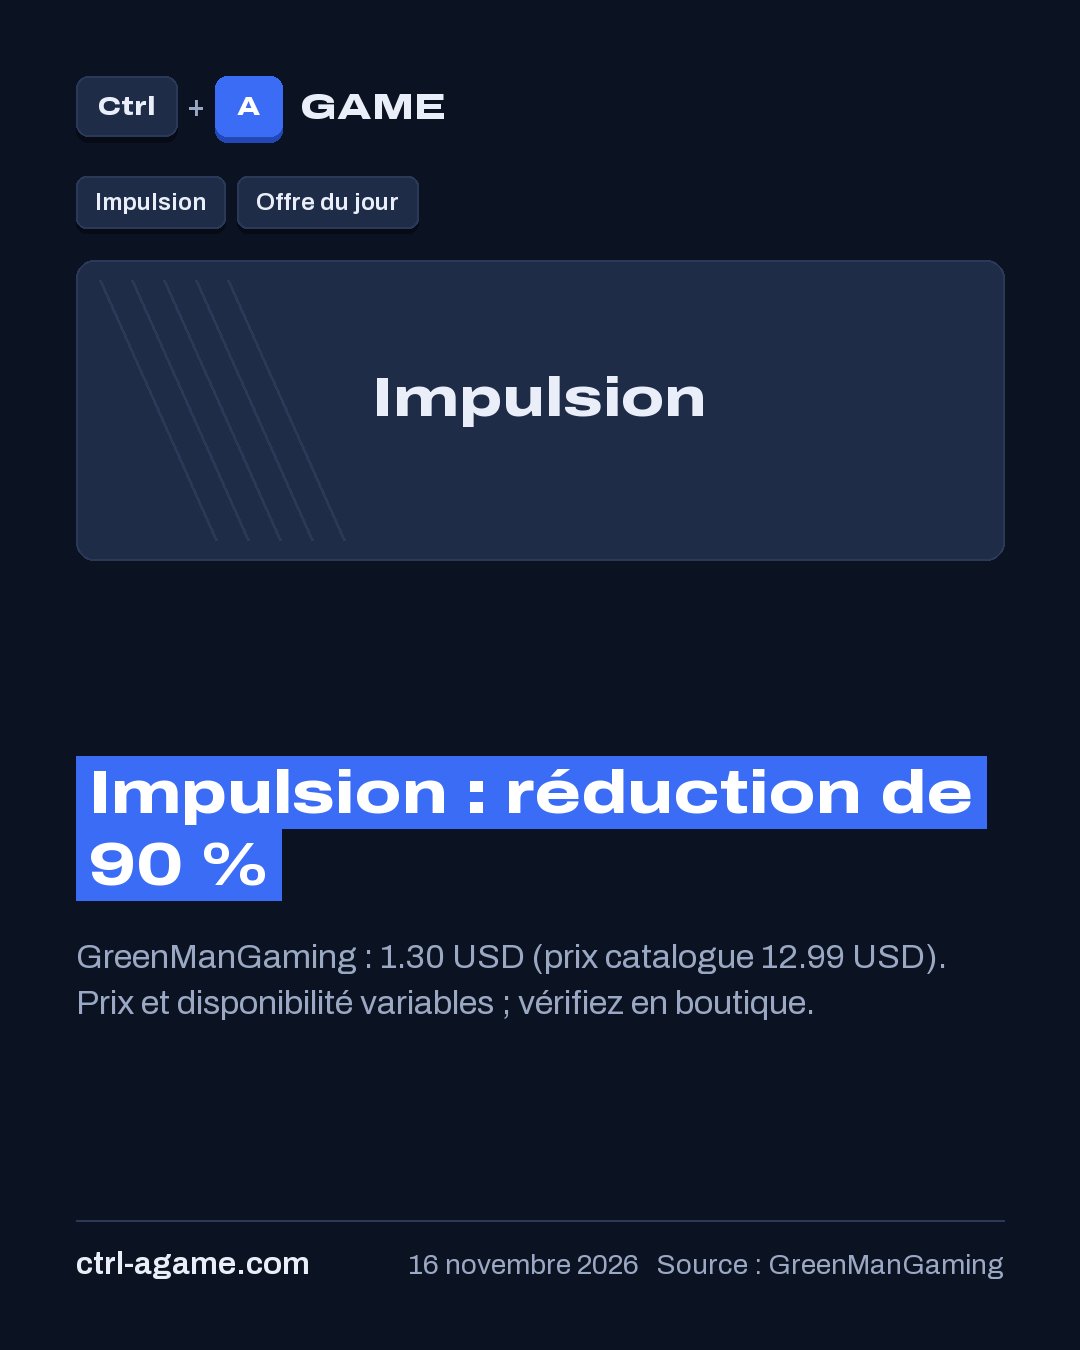 Ctrl + A GAME
Impulsion Offre du jour
Impulsion
Impulsion : réduction de
90 %
GreenManGaming : 1.30 USD (prix catalogue 12.99 USD).
Prix et disponibilité variables ; vérifiez en boutique.
ctrl-agame.com 16 novembre 2026 Source : GreenManGaming